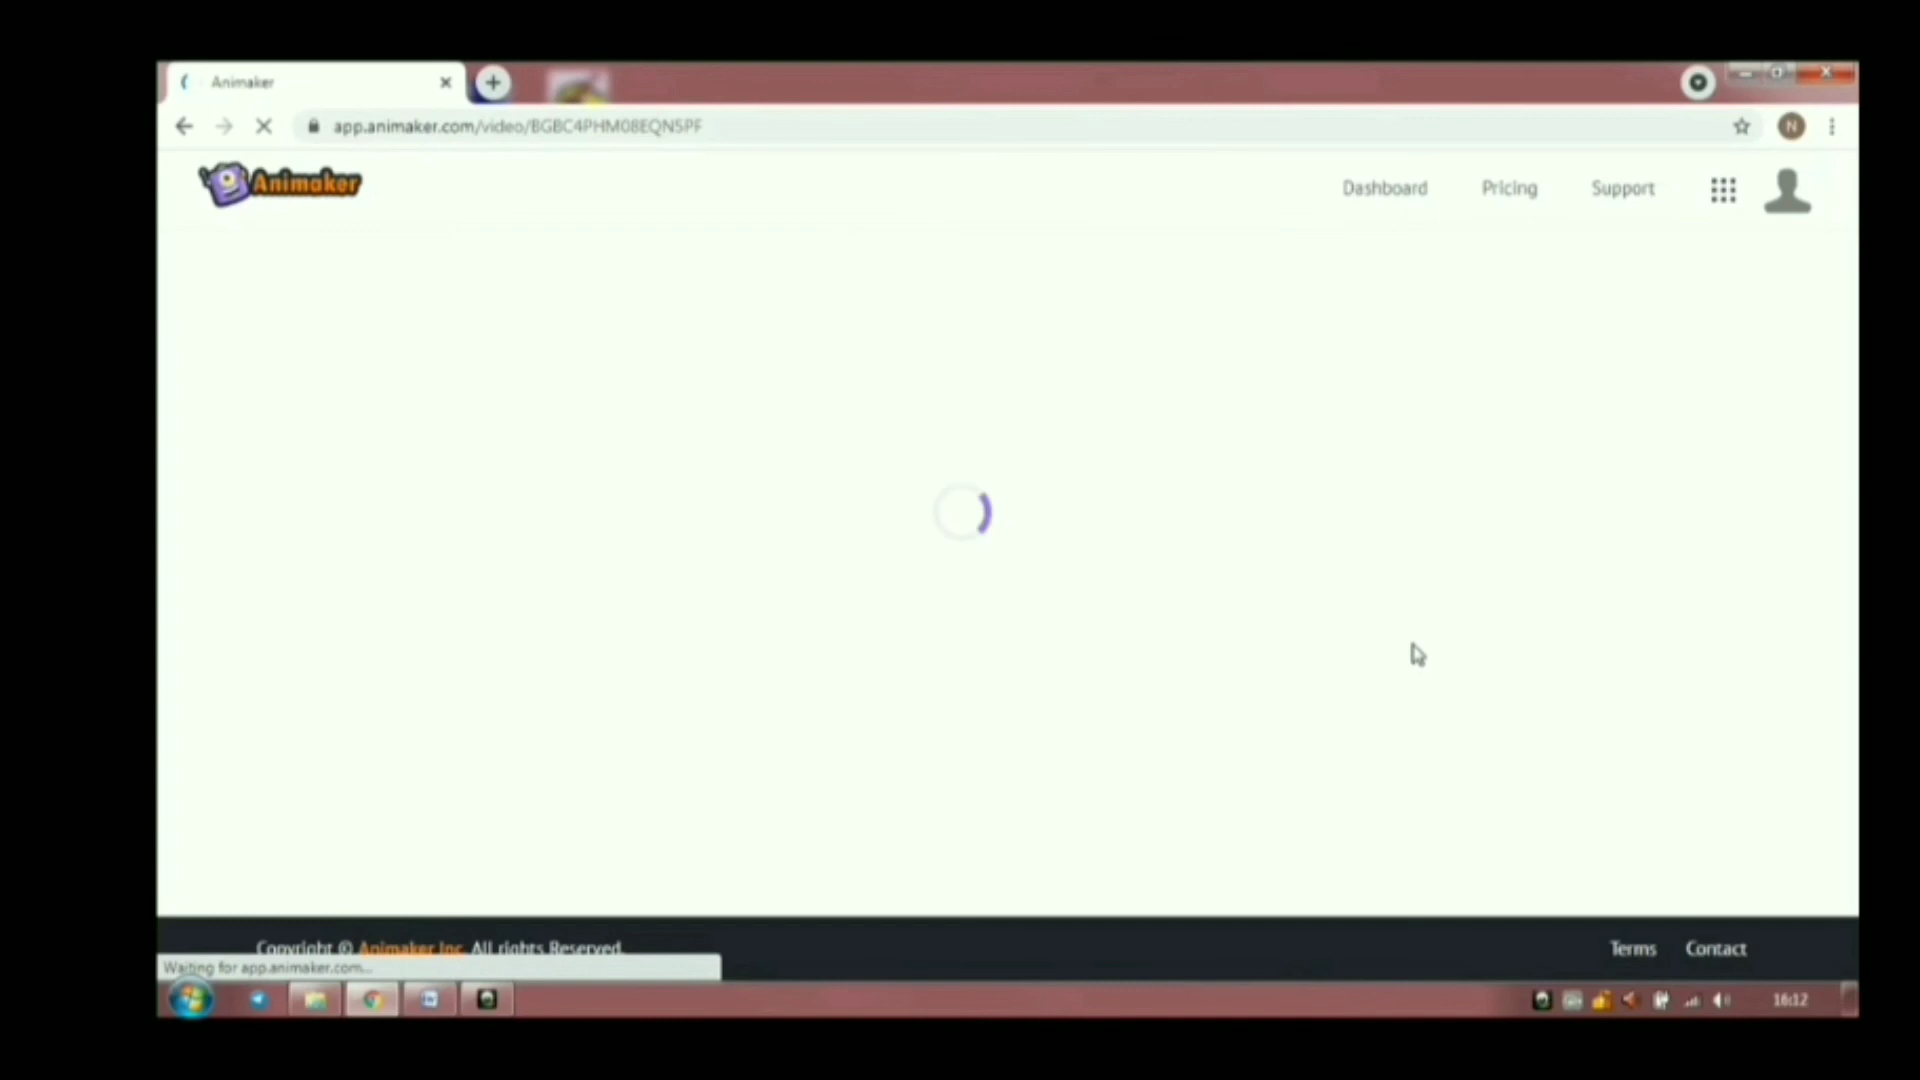 Animaker
app.animaker.com/video/BGBC4PHM08EQN5PF
N
Animaker
Dashboard
Pricing
Support
Copyright © Animaker Inc. All rights Reserved.
Terms
Contact
Waiting for app.animaker.com...
16:12